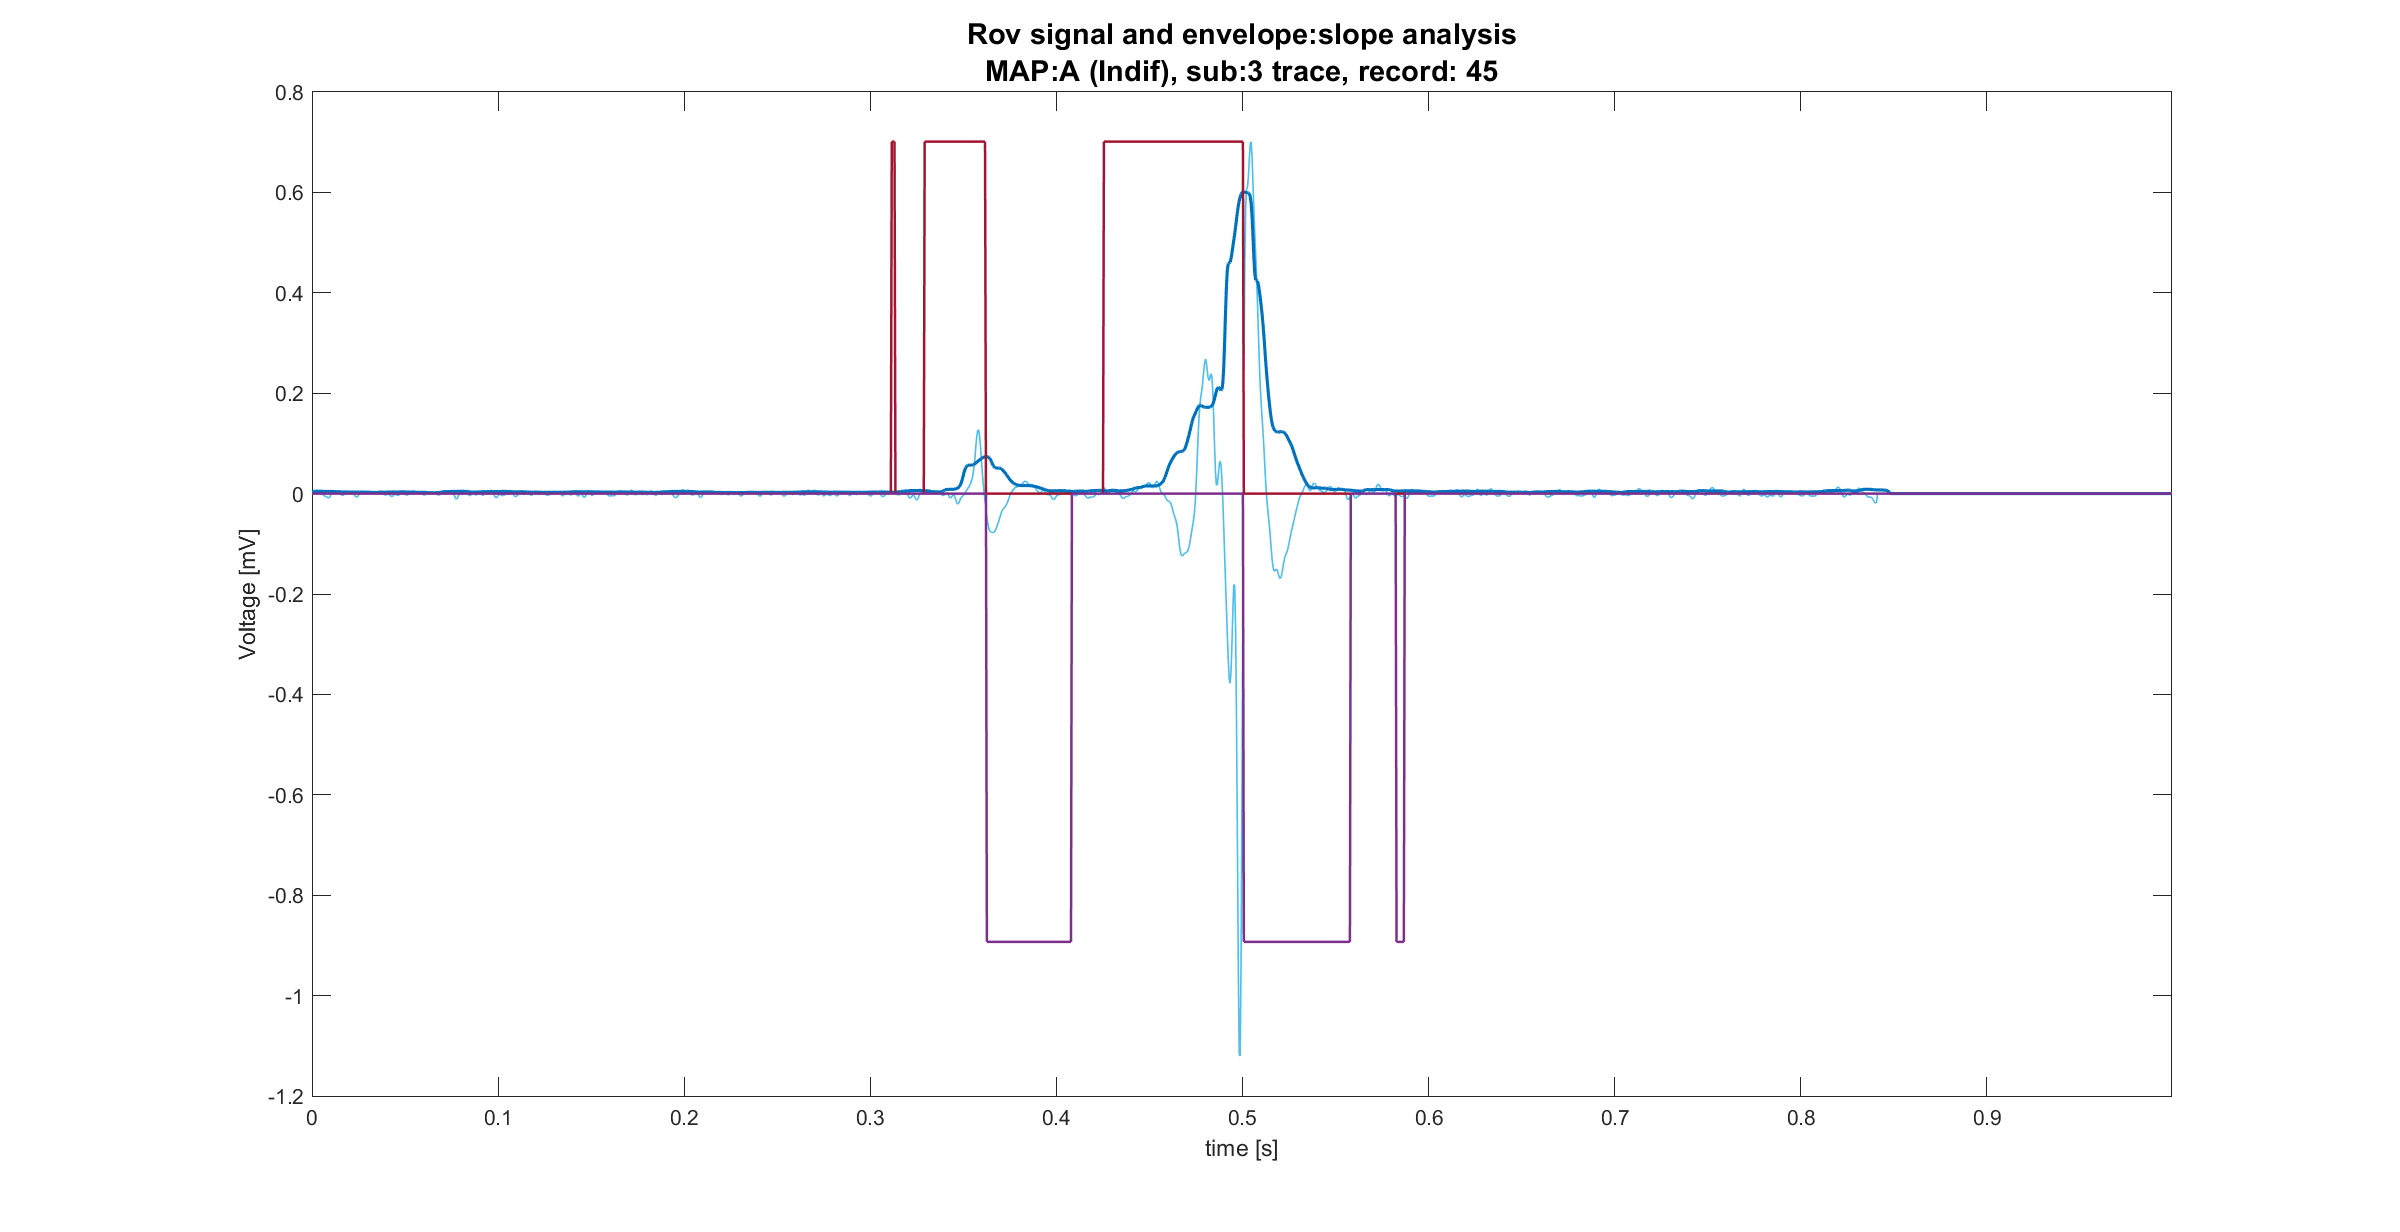 Rov signal and envelope:slope analysis
MAP:A (Indif), sub:3 trace, record: 45
0.8
0.6
0.4
0.2
0
-0.2
-0.4
-0.6
-0.8
-1
-1.2
Voltage [mV]
0 0.1 0.2 0.3 0.4 0.5 0.6 0.7 0.8 0.9
time [s]